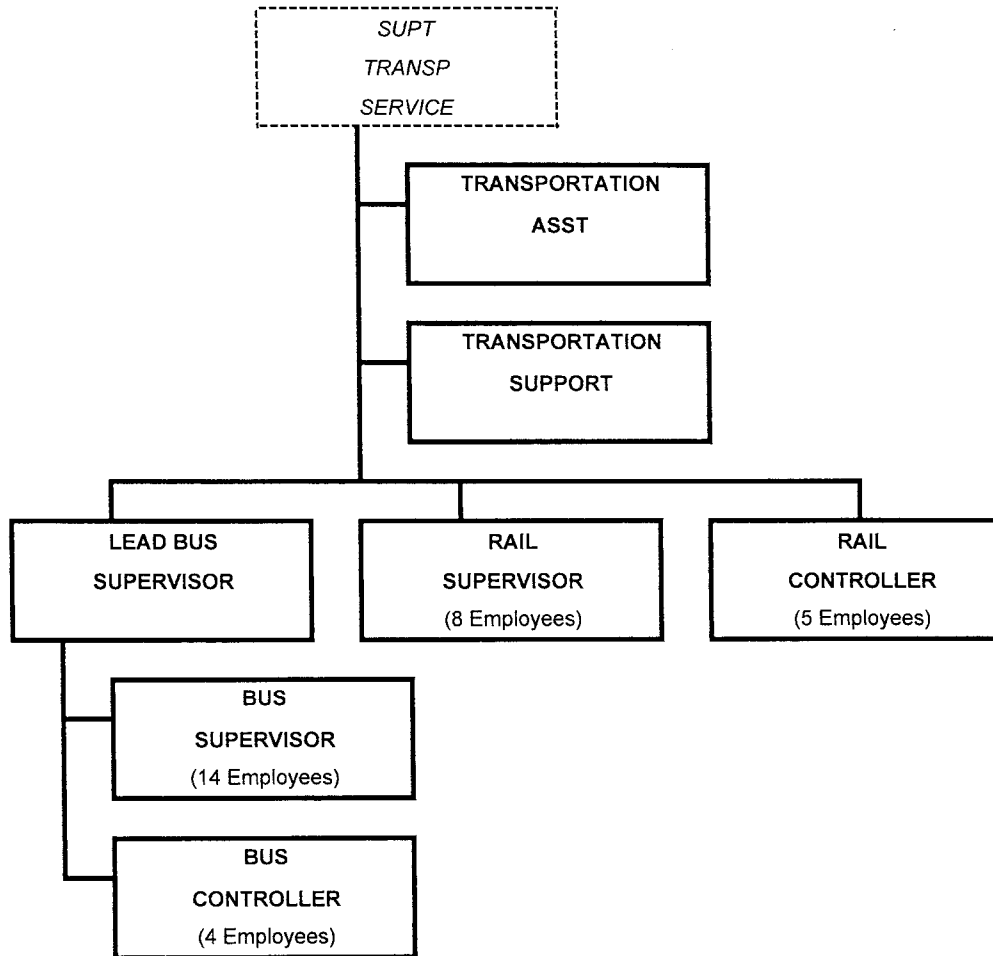 SUPT
TRANSP
SERVICE
TRANSPORTATION
ASST
TRANSPORTATION
SUPPORT
LEAD BUS
SUPERVISOR
RAIL
SUPERVISOR
(8 Employees)
RAIL
CONTROLLER
(5 Employees)
BUS
SUPERVISOR
(14 Employees)
BUS
CONTROLLER
(4 Employees)